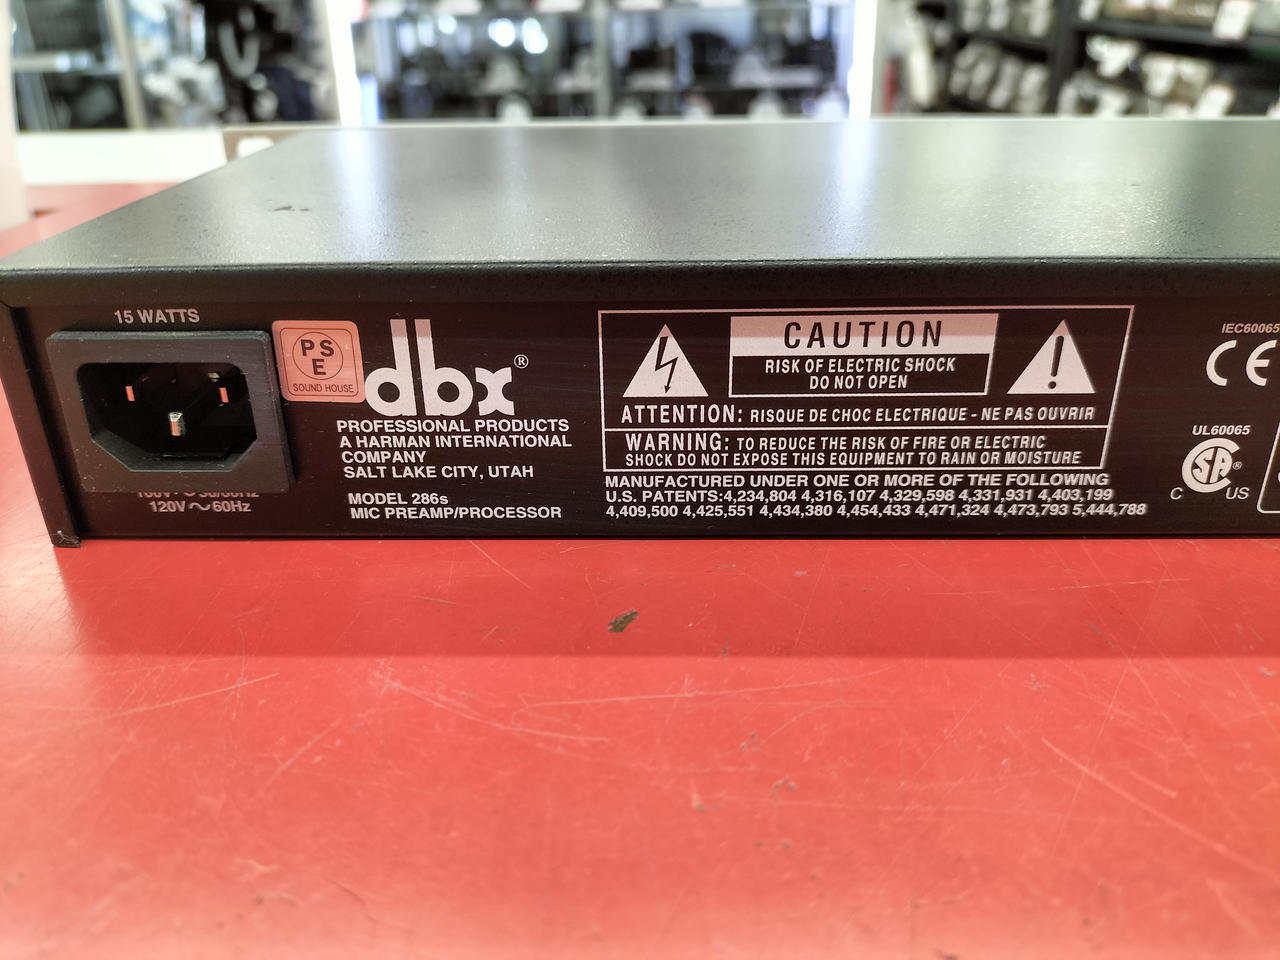 15 WATTS
PS
E
SOUND HOUSE
100V~50/60Hz
120V~60Hz
dbx®
PROFESSIONAL PRODUCTS
A HARMAN INTERNATIONAL
COMPANY
SALT LAKE CITY, UTAH
MODEL 286s
MIC PREAMP/PROCESSOR
CAUTION
RISK OF ELECTRIC SHOCK
DO NOT OPEN
ATTENTION: RISQUE DE CHOC ELECTRIQUE - NE PAS OUVRIR
WARNING: TO REDUCE THE RISK OF FIRE OR ELECTRIC
SHOCK DO NOT EXPOSE THIS EQUIPMENT TO RAIN OR MOISTURE
MANUFACTURED UNDER ONE OR MORE OF THE FOLLOWING
U.S. PATENTS:4,234,804 4,316,107 4,329,598 4,331,931 4,403,199
4,409,500 4,425,551 4,434,380 4,454,433 4,471,324 4,473,793 5,444,788
IEC60065
CE
UL60065
SA®
C US